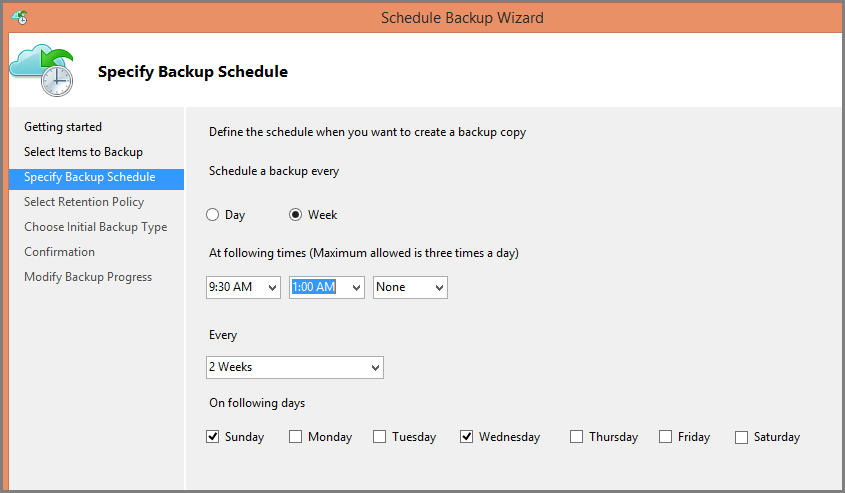 Schedule Backup Wizard
Specify Backup Schedule
Getting started
Select Items to Backup
Specify Backup Schedule
Select Retention Policy
Choose Initial Backup Type
Confirmation
Modify Backup Progress
Define the schedule when you want to create a backup copy
Schedule a backup every
Day Week
At following times (Maximum allowed is three times a day)
9:30 AM 1:00 AM None
Every
2 Weeks
On following days
Sunday Monday Tuesday Wednesday Thursday Friday Saturday